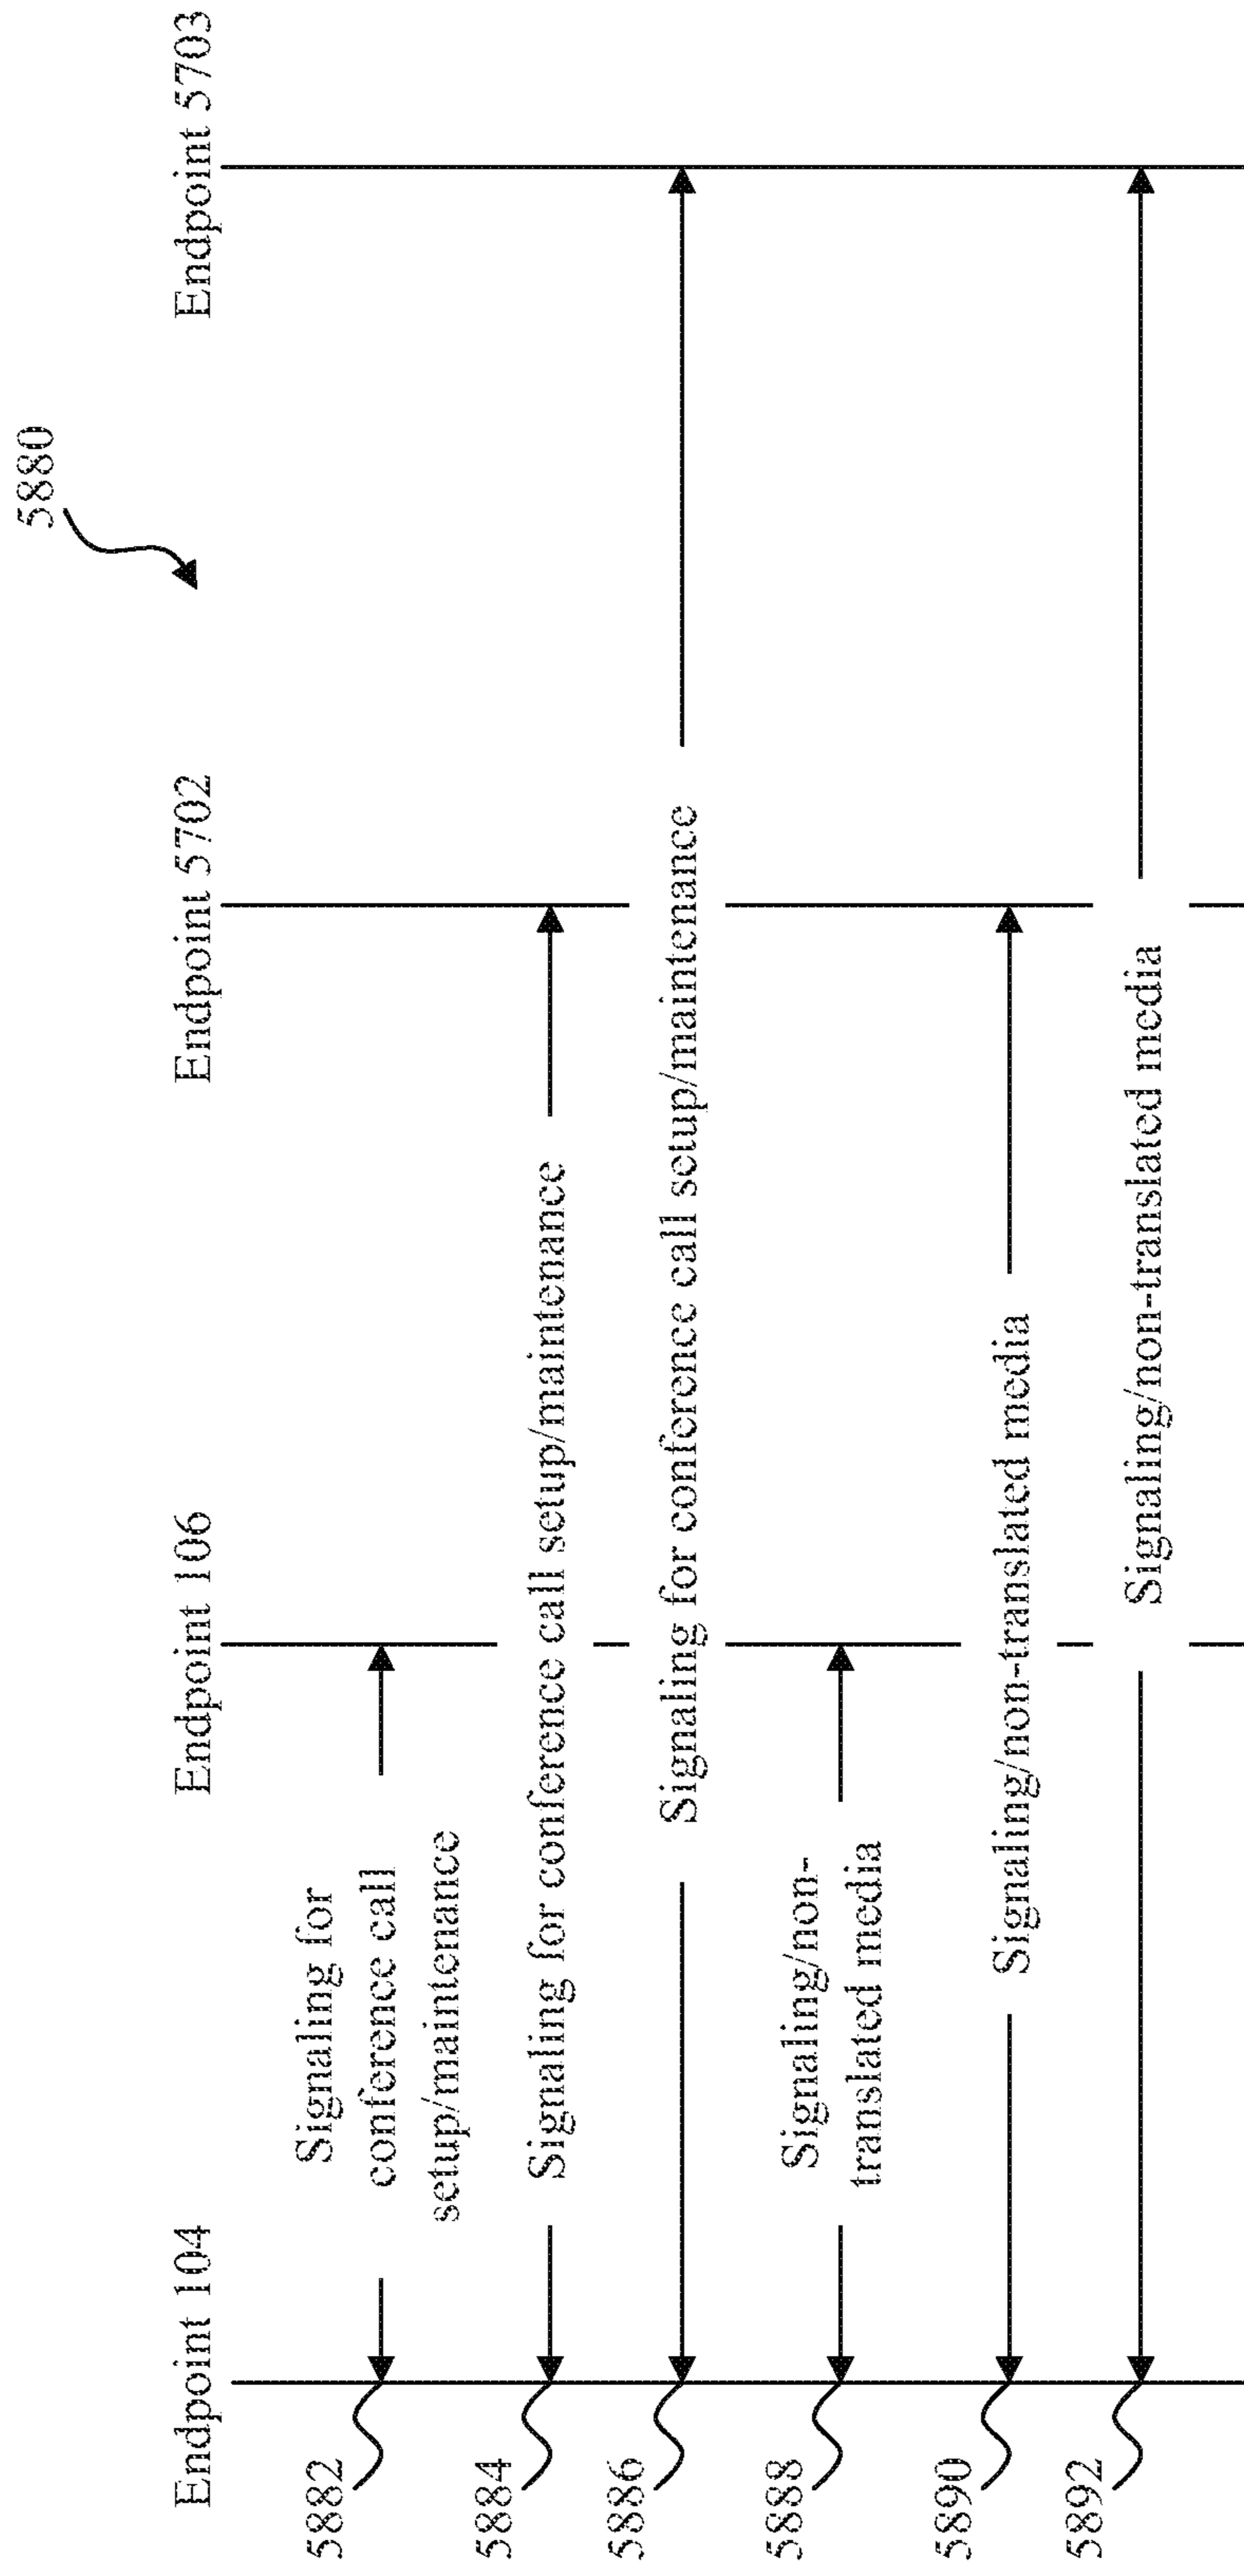 5880
Endpoint 104
Endpoint 106
Endpoint 5702
Endpoint 5703
5882
Signaling for
conference call
setup/maintenance
5884
Signaling for conference call setup/maintenance
5886
Signaling for conference call setup/maintenance
5888
Signaling/non-
translated media
5890
Signaling/non-translated media
5892
Signaling/non-translated media